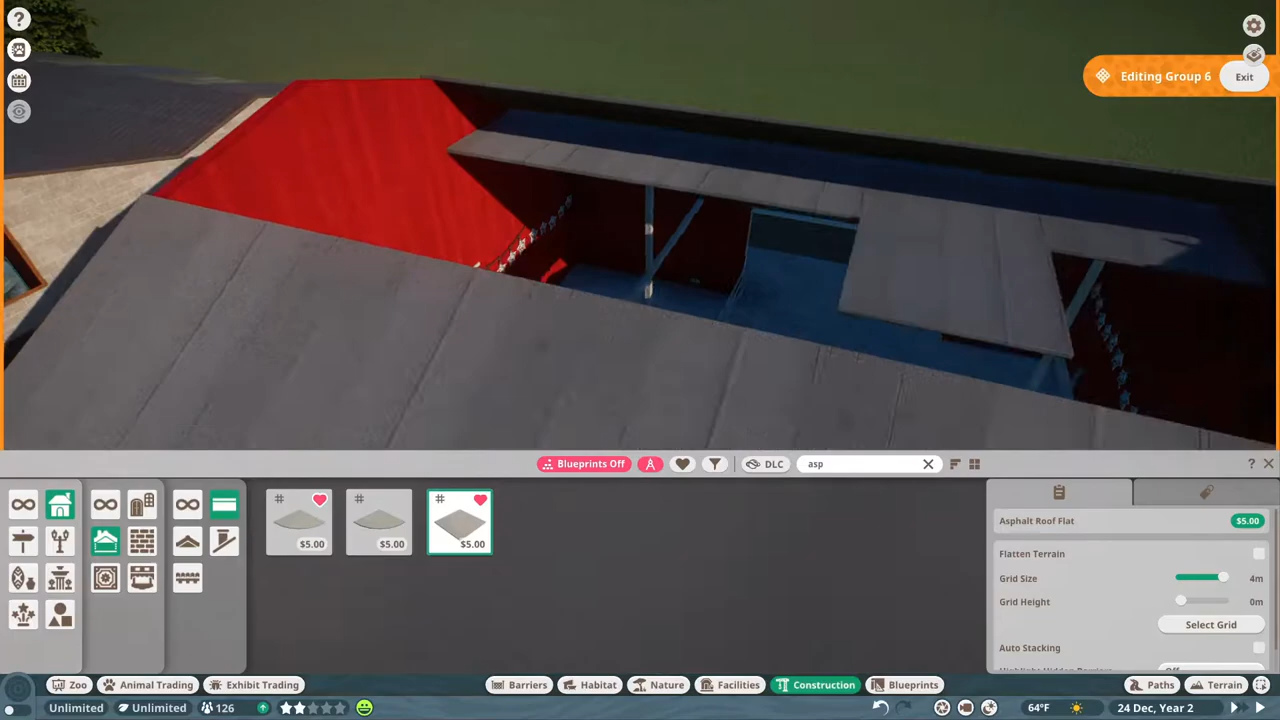 ?
Editing Group 6
Exit
Blueprints Off
DLC
asp
?
$5.00
$5.00
$5.00
Asphalt Roof Flat
$5.00
Flatten Terrain
Grid Size
4m
Grid Height
0m
Select Grid
Auto Stacking
Zoo
Animal Trading
Exhibit Trading
Barriers
Habitat
Nature
Facilities
Construction
Blueprints
Paths
Terrain
Unlimited
Unlimited
126
64°F
24 Dec, Year 2